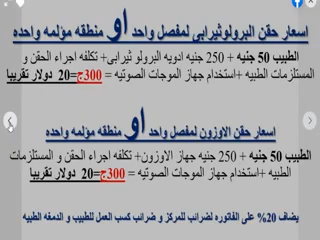 اسعار حقن البرولوثيرابى لمفصل واحد او منطقه مؤلمه واحده
الطبيب 50 جنيه + 250 جنيه ادويه البرولو ثيرابى + تكلفه اجراء الحقن و
المستلزمات الطبيه +استخدام جهاز الموجات الصوتيه = 300ج=20 دولار تقريبا
اسعار حقن الاوزون لمفصل واحد او منطقه مؤلمه واحده
الطبيب 50 جنيه + 250 جنيه جهاز الاوزون+ تكلفه اجراء الحقن و المستلزمات
الطبيه +استخدام جهاز الموجات الصوتيه = 300ج=20 دولار تقريبا
يضاف 20% على الفاتوره لضرائب للمركز و ضرائب كسب العمل للطبيب و الدمغه الطبيه